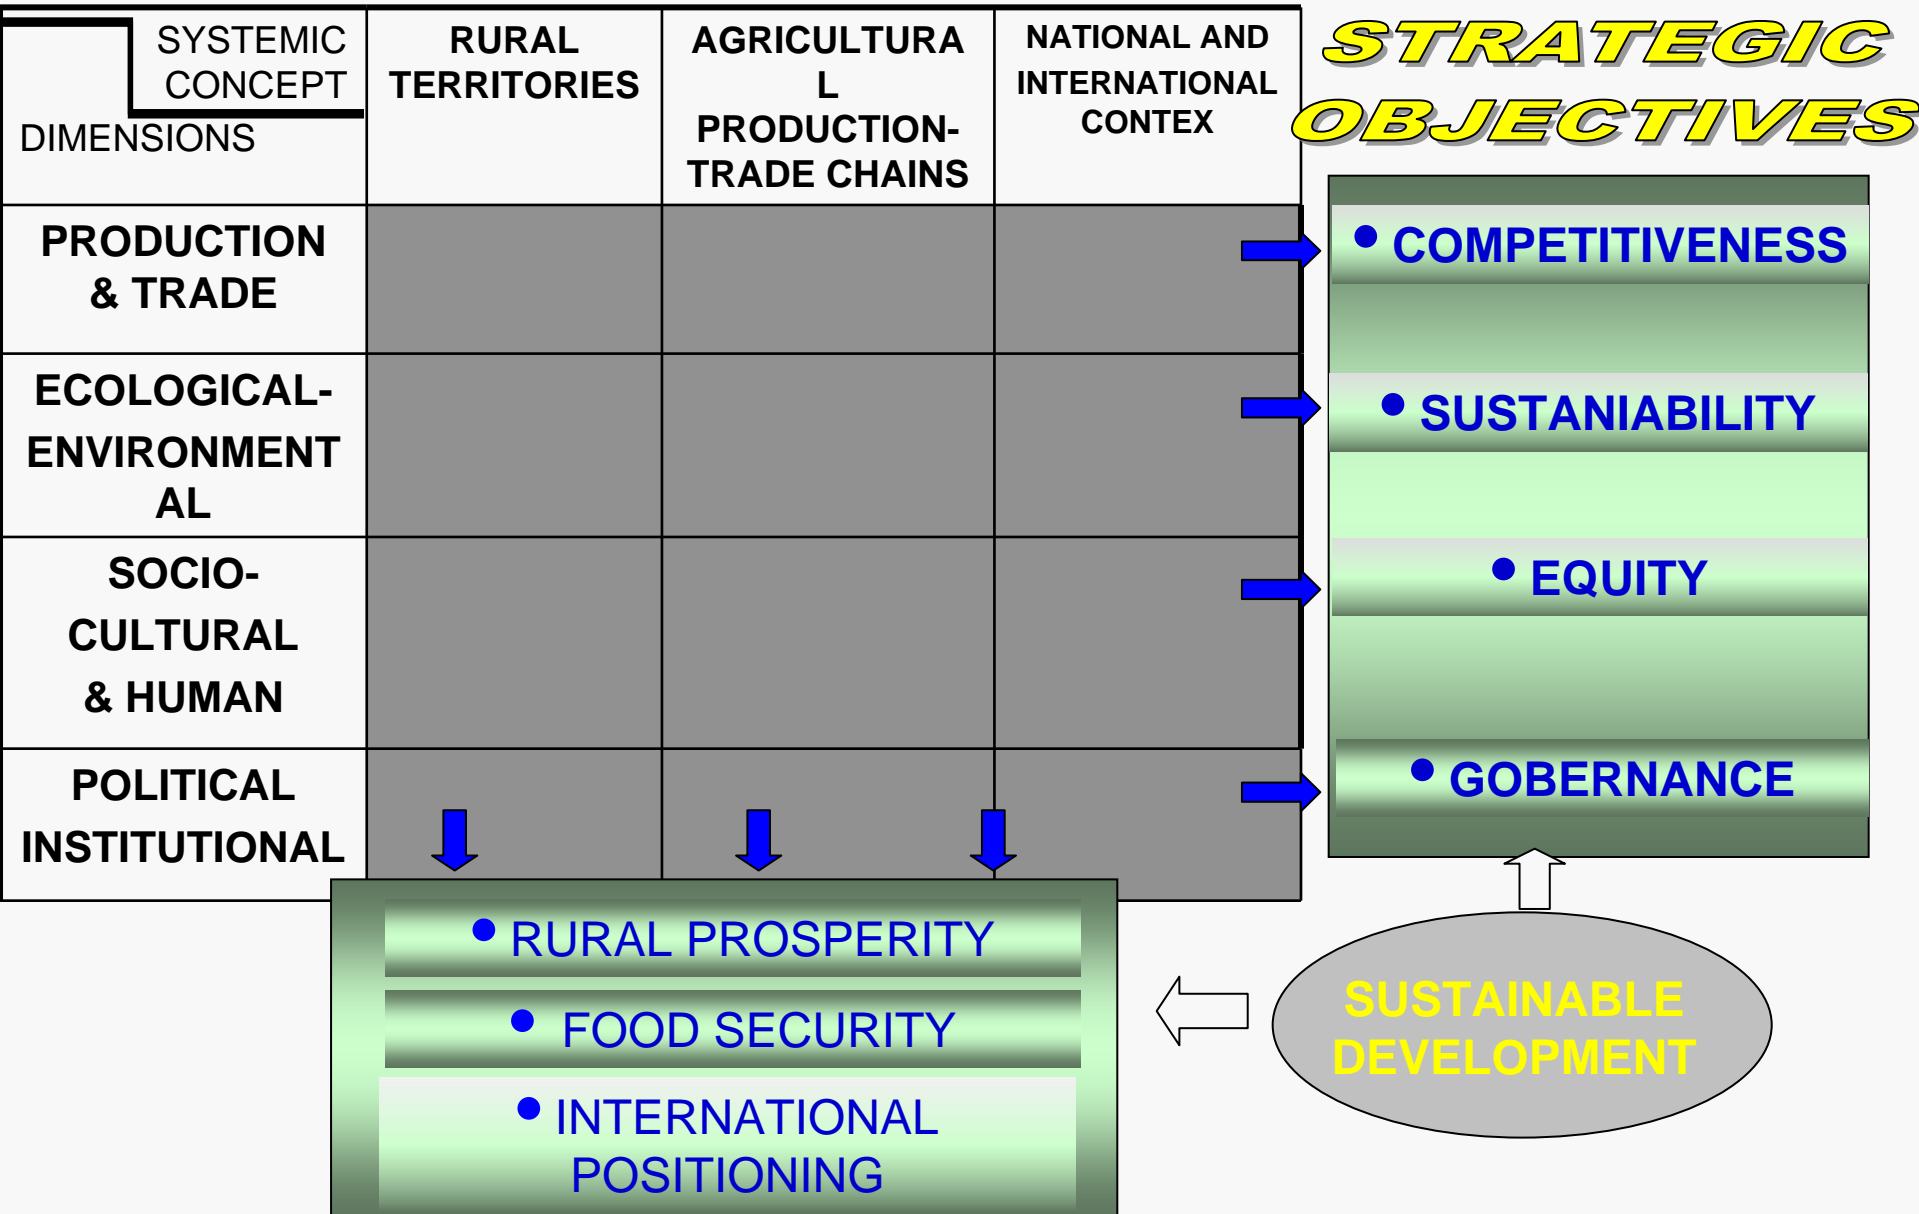 SYSTEMIC
CONCEPT
DIMENSIONS
RURAL
TERRITORIES
AGRICULTURA
L
PRODUCTION-
TRADE CHAINS
NATIONAL AND
INTERNATIONAL
CONTEX
STRATEGIC
OBJECTIVES
PRODUCTION
& TRADE
• COMPETITIVENESS
ECOLOGICAL-
ENVIRONMENT
AL
• SUSTANIABILITY
SOCIO-
CULTURAL
& HUMAN
• EQUITY
POLITICAL
INSTITUTIONAL
• GOBERNANCE
• RURAL PROSPERITY
• FOOD SECURITY
• INTERNATIONAL
POSITIONING
SUSTAINABLE
DEVELOPMENT